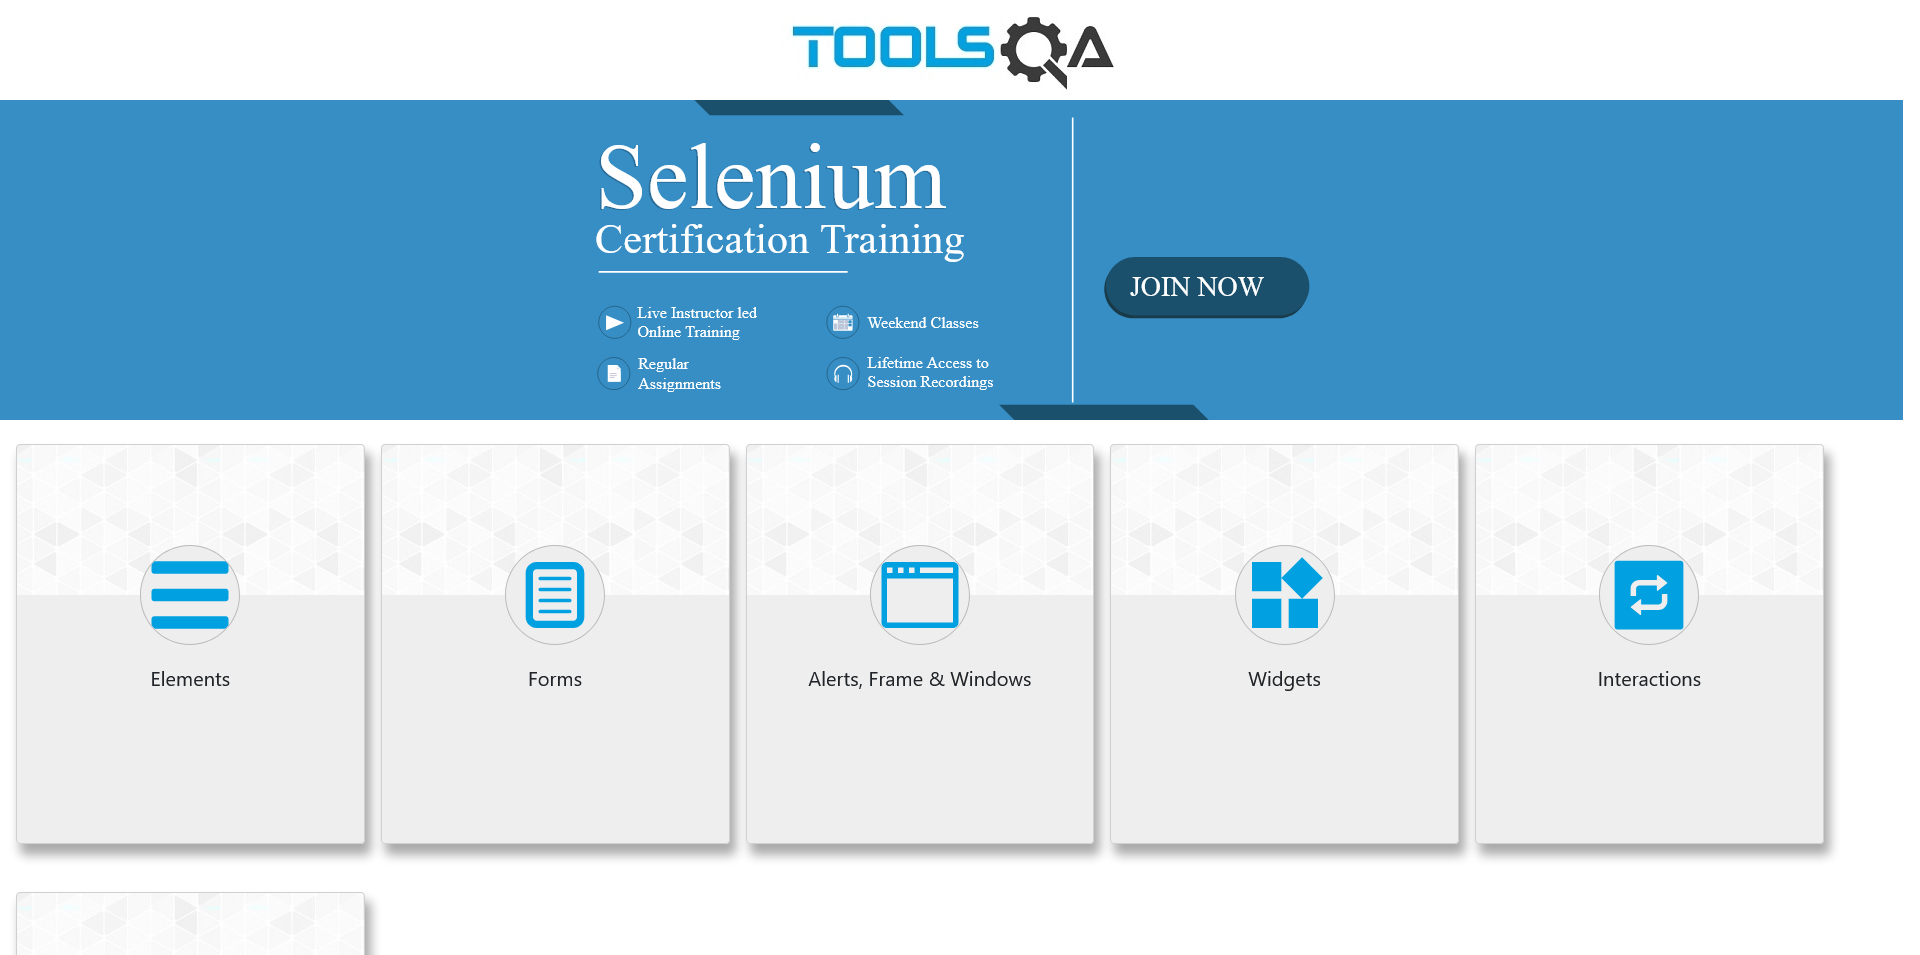 TOOLSQA
Selenium
Certification Training
JOIN NOW
Live Instructor led
Online Training
Weekend Classes
Regular
Assignments
Lifetime Access to
Session Recordings
Elements
Forms
Alerts, Frame & Windows
Widgets
Interactions